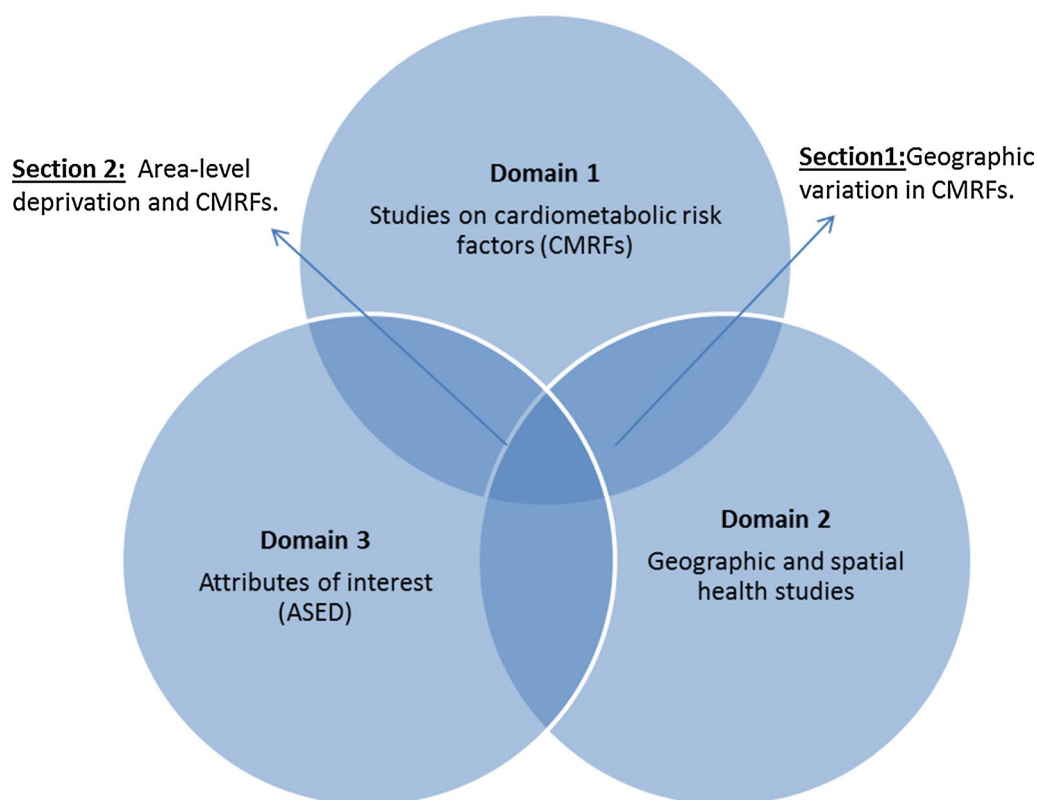 Section 2: Area-level
deprivation and CMRFs.
Section1:Geographic
variation in CMRFs.
Domain 1
Studies on cardiometabolic risk
factors (CMRFs)
Domain 3
Attributes of interest
(ASED)
Domain 2
Geographic and spatial
health studies